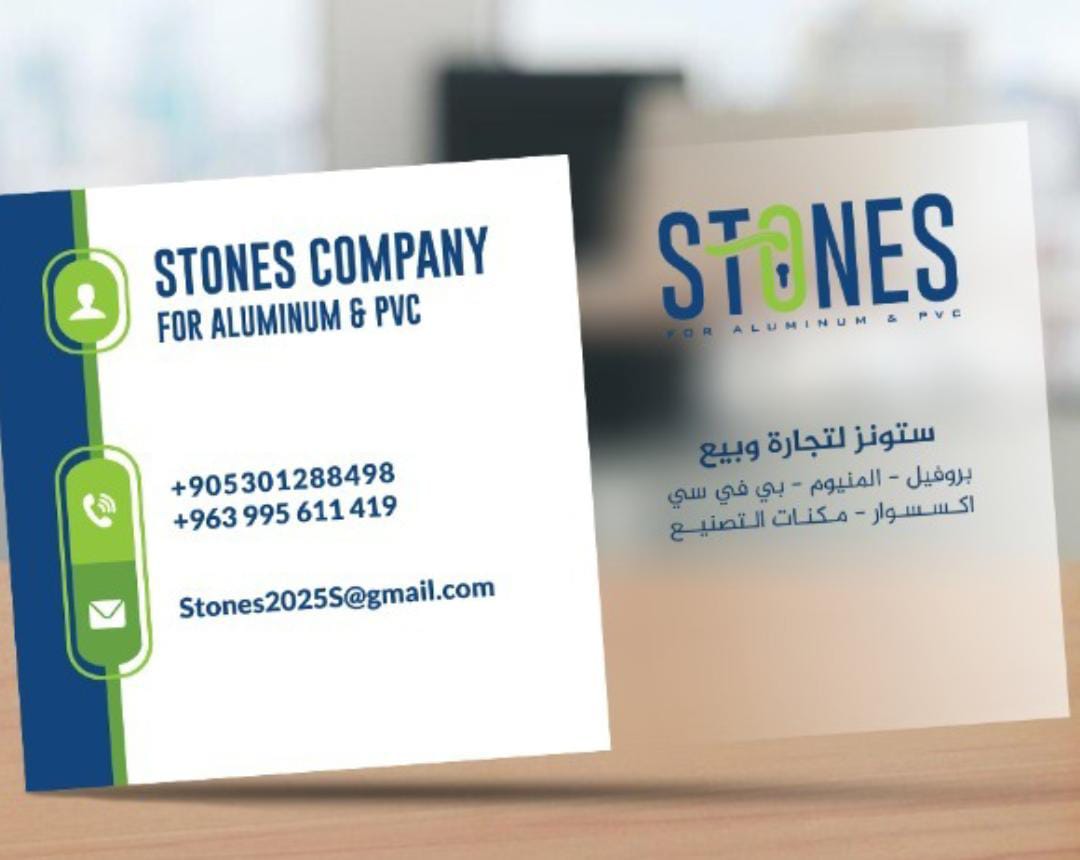 STONES COMPANY
FOR ALUMINUM & PVC
+905301288498
+963 995 611 419
Stones2025S@gmail.com
STONES
FOR ALUMINUM & PVC
ستونز لتجارة وبيع
بروفيل - المنيوم - بي في سي
اكسسوار - مكنات التصنيع